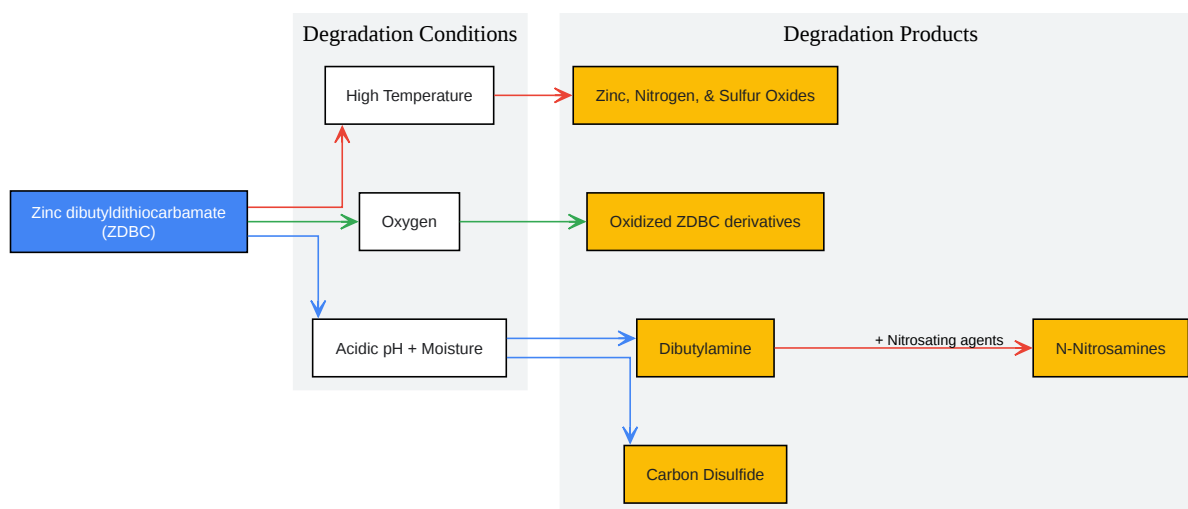 Degradation Conditions
Degradation Products
High Temperature
Zinc, Nitrogen, & Sulfur Oxides
Zinc dibutyldithiocarbamate
(ZDBC)
Oxygen
Oxidized ZDBC derivatives
Acidic pH + Moisture
Dibutylamine
+ Nitrosating agents
N-Nitrosamines
Carbon Disulfide